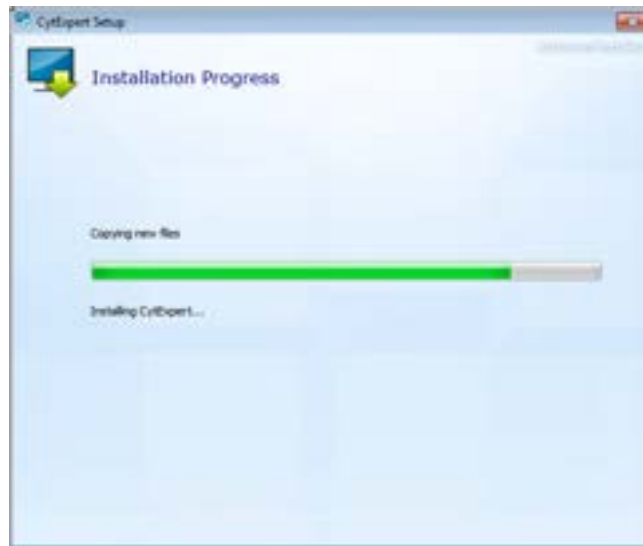 CytExpert Setup
Installation Progress
Copying new files
Installing CytExpert...